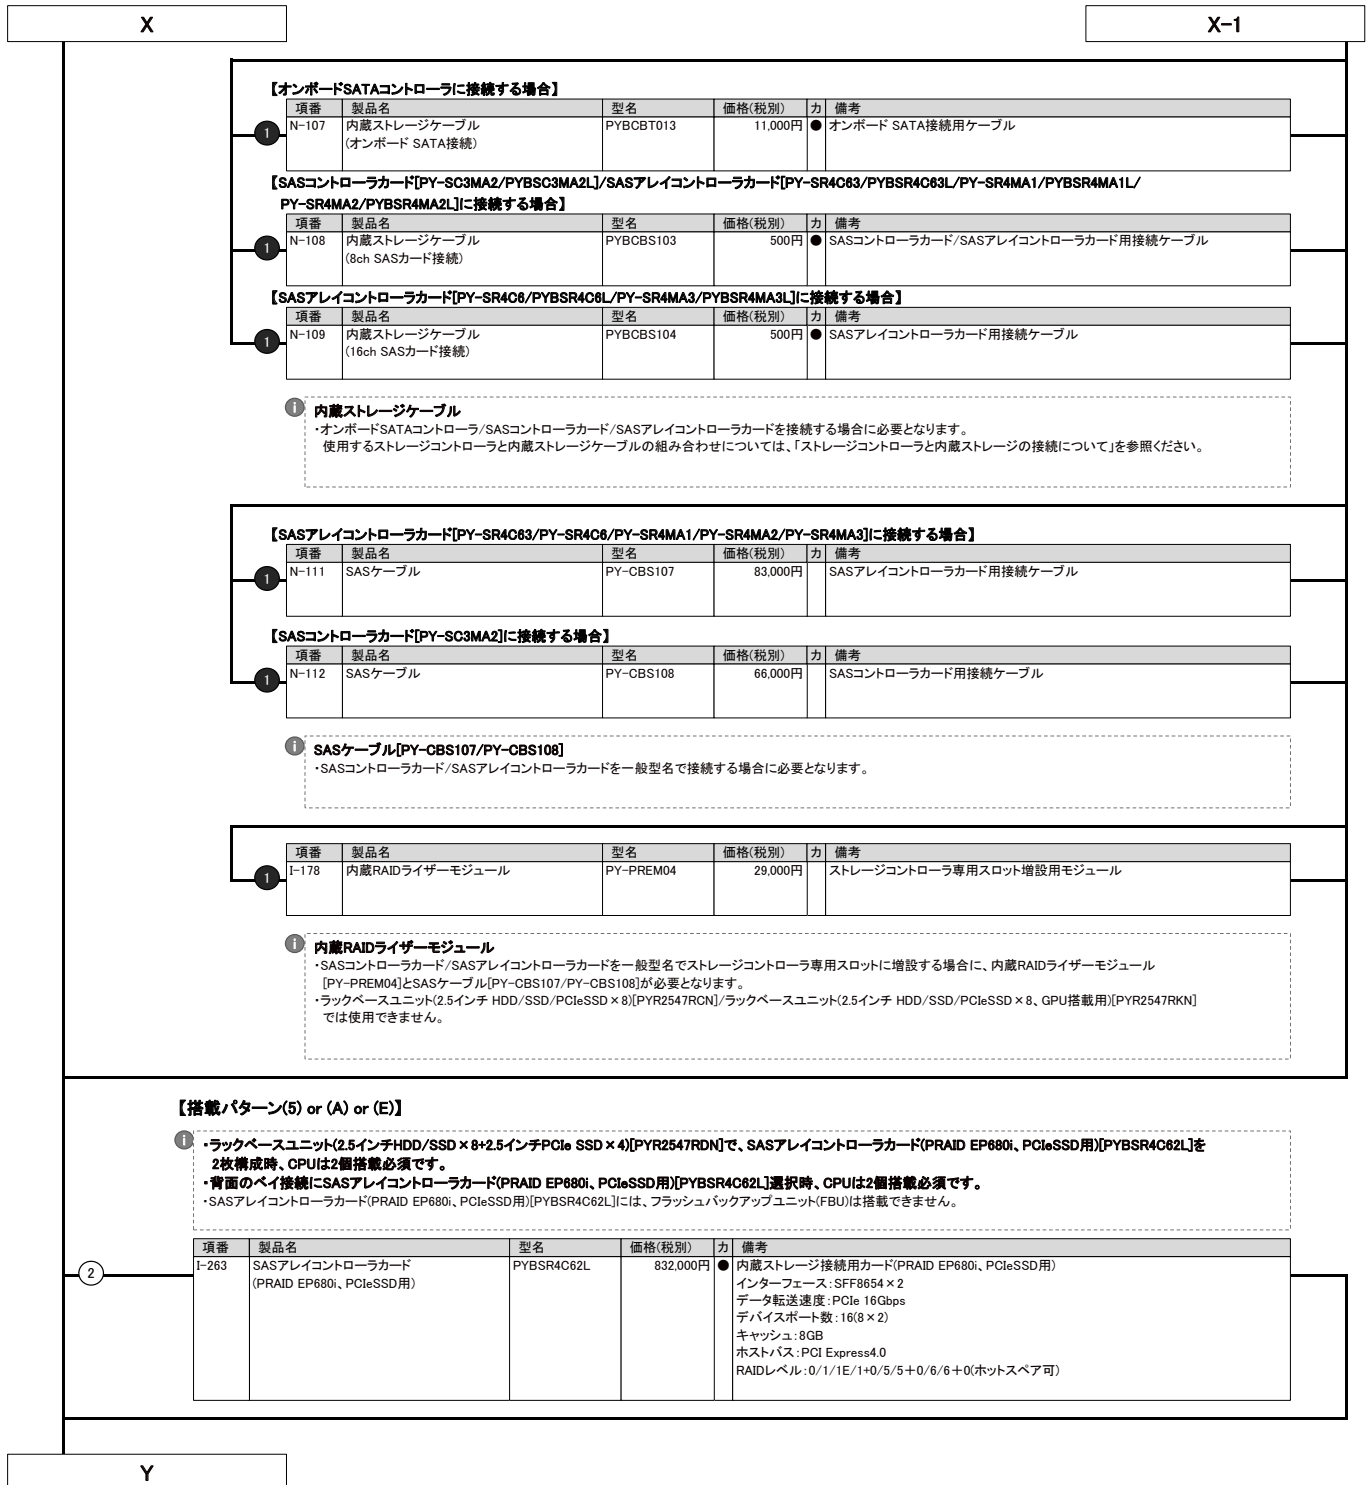 X
X-1
【オンボードSATAコントローラに接続する場合】
項番 製品名 型名 価格(税別) カ 備考
1 N-107 内蔵ストレージケーブル PYBCBT013 11,000円 ● オンボード SATA接続用ケーブル
(オンボード SATA接続)
【SASコントローラカード[PY-SC3MA2/PYBSC3MA2L]/SASアレイコントローラカード[PY-SR4C63/PYBSR4C63L/PY-SR4MA1/PYBSR4MA1L/
PY-SR4MA2/PYBSR4MA2L]に接続する場合】
項番 製品名 型名 価格(税別) カ 備考
1 N-108 内蔵ストレージケーブル PYBCBS103 500円 ● SASコントローラカード/SASアレイコントローラカード用接続ケーブル
(8ch SASカード接続)
【SASアレイコントローラカード[PY-SR4C6/PYBSR4C6L/PY-SR4MA3/PYBSR4MA3L]に接続する場合】
項番 製品名 型名 価格(税別) カ 備考
1 N-109 内蔵ストレージケーブル PYBCBS104 500円 ● SASアレイコントローラカード用接続ケーブル
(16ch SASカード接続)
i 内蔵ストレージケーブル
・オンボードSATAコントローラ/SASコントローラカード/SASアレイコントローラカードを接続する場合に必要となります。
使用するストレージコントローラと内蔵ストレージケーブルの組み合わせについては、「ストレージコントローラと内蔵ストレージの接続について」を参照ください。
【SASアレイコントローラカード[PY-SR4C63/PY-SR4C6/PY-SR4MA1/PY-SR4MA2/PY-SR4MA3]に接続する場合】
項番 製品名 型名 価格(税別) カ 備考
1 N-111 SASケーブル PY-CBS107 83,000円 SASアレイコントローラカード用接続ケーブル
【SASコントローラカード[PY-SC3MA2]に接続する場合】
項番 製品名 型名 価格(税別) カ 備考
1 N-112 SASケーブル PY-CBS108 66,000円 SASコントローラカード用接続ケーブル
i SASケーブル[PY-CBS107/PY-CBS108]
・SASコントローラカード/SASアレイコントローラカードを一般型名で接続する場合に必要となります。
項番 製品名 型名 価格(税別) カ 備考
1 I-178 内蔵RAIDライザーモジュール PY-PREM04 29,000円 ストレージコントローラ専用スロット増設用モジュール
i 内蔵RAIDライザーモジュール
・SASコントローラカード/SASアレイコントローラカードを一般型名でストレージコントローラ専用スロットに増設する場合に、内蔵RAIDライザーモジュール
[PY-PREM04]とSASケーブル[PY-CBS107/PY-CBS108]が必要となります。
・ラックベースユニット(2.5インチ HDD/SSD/PCIeSSD×8)[PYR2547RCN]/ラックベースユニット(2.5インチ HDD/SSD/PCIeSSD×8、GPU搭載用)[PYR2547RKN]
では使用できません。
【搭載パターン(5) or (A) or (E)】
i ・ラックベースユニット(2.5インチHDD/SSD×8+2.5インチPCIe SSD×4)[PYR2547RDN]で、SASアレイコントローラカード(PRAID EP680i、PCIeSSD用)[PYBSR4C62L]を
2枚構成時、CPUは2個搭載必須です。
・背面のベイ接続にSASアレイコントローラカード(PRAID EP680i、PCIeSSD用)[PYBSR4C62L]選択時、CPUは2個搭載必須です。
・SASアレイコントローラカード(PRAID EP680i、PCIeSSD用)[PYBSR4C62L]には、フラッシュバックアップユニット(FBU)は搭載できません。
項番 製品名 型名 価格(税別) カ 備考
2 I-263 SASアレイコントローラカード PYBSR4C62L 832,000円 ● 内蔵ストレージ接続用カード(PRAID EP680i、PCIeSSD用)
(PRAID EP680i、PCIeSSD用) インターフェース:SFF8654×2
データ転送速度:PCIe 16Gbps
デバイスポート数:16(8×2)
キャッシュ:8GB
ホストバス:PCI Express4.0
RAIDレベル:0/1/1E/1+0/5/5+0/6/6+0(ホットスペア可)
Y